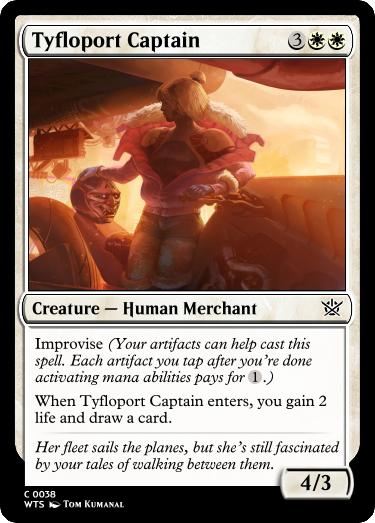 Tyfloport Captain 3
Creature — Human Merchant
Improvise (Your artifacts can help cast this
spell. Each artifact you tap after you're done
activating mana abilities pays for 1.)
When Tyfloport Captain enters, you gain 2
life and draw a card.
Her fleet sails the planes, but she's still fascinated
by your tales of walking between them.
4/3
C 0038
WTS Tom Kumanal